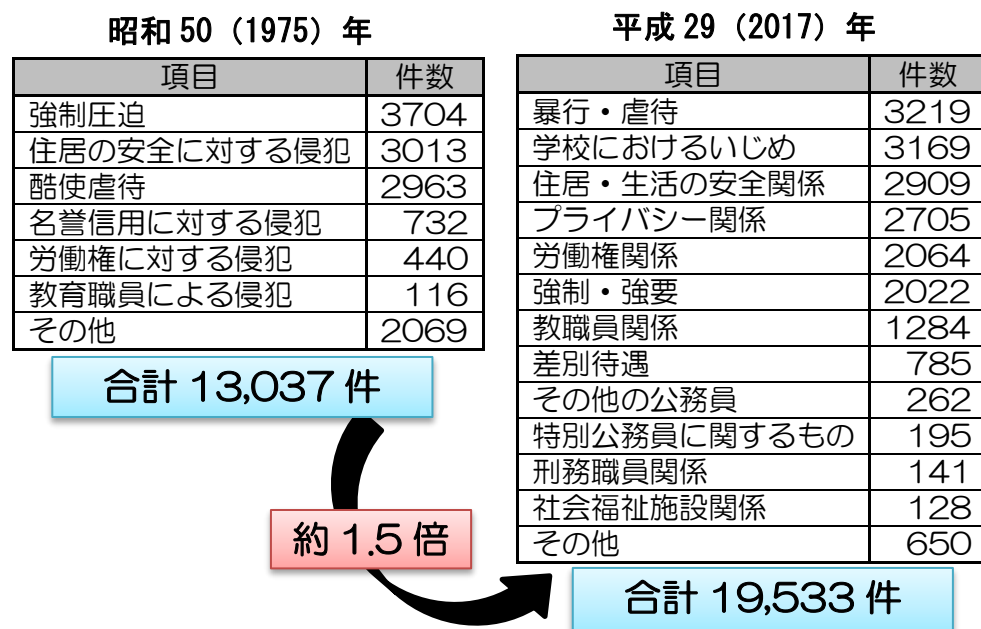 昭和 50（1975）年
項目 件数
強制圧迫 3704
住居の安全に対する侵犯 3013
酷使虐待 2963
名誉信用に対する侵犯 732
労働権に対する侵犯 440
教育職員による侵犯 116
その他 2069
合計 13,037 件
約 1.5 倍
平成 29（2017）年
項目 件数
暴行・虐待 3219
学校におけるいじめ 3169
住居・生活の安全関係 2909
プライバシー関係 2705
労働権関係 2064
強制・強要 2022
教職員関係 1284
差別待遇 785
その他の公務員 262
特別公務員に関するもの 195
刑務職員関係 141
社会福祉施設関係 128
その他 650
合計 19,533 件